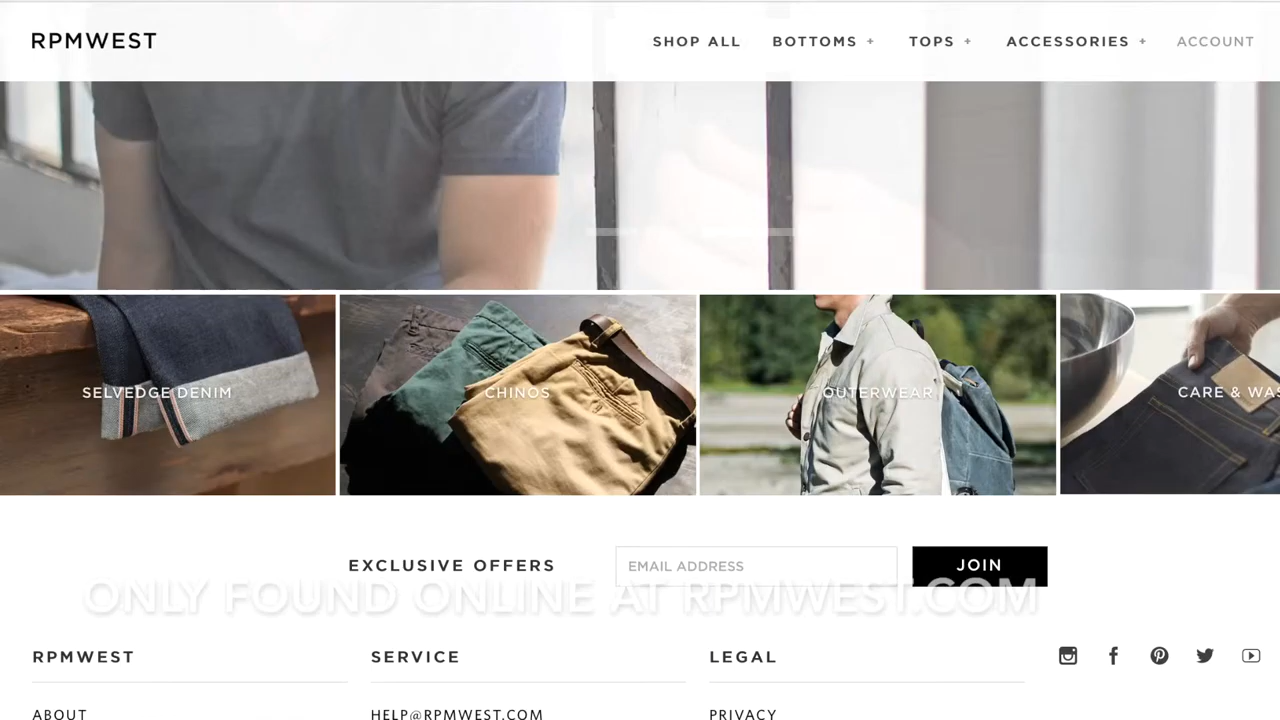 RPMWEST
SHOP ALL BOTTOMS + TOPS + ACCESSORIES + ACCOUNT
SELVEDGE DENIM
CHINOS
OUTERWEAR
CARE & WAS
EXCLUSIVE OFFERS
EMAIL ADDRESS
JOIN
ONLY FOUND ONLINE AT RPMWEST.COM
RPMWEST
SERVICE
LEGAL
ABOUT
HELP@RPMWEST.COM
PRIVACY